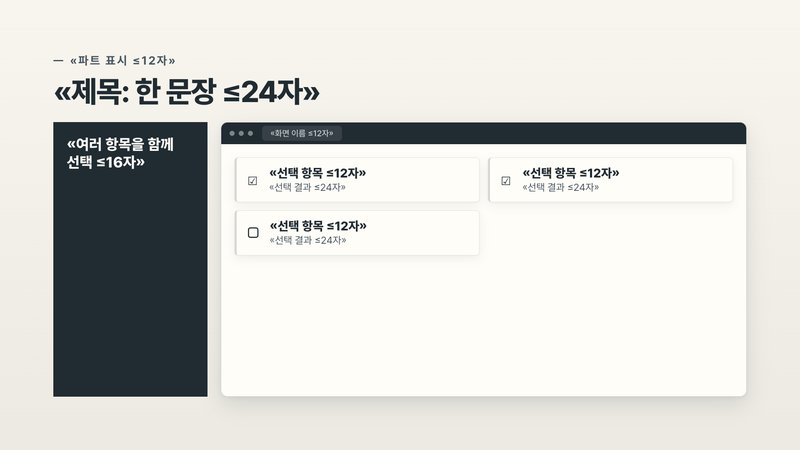 — «파트 표시 ≤12자»
«제목: 한 문장 ≤24자»
«여러 항목을 함께
선택 ≤16자»
«화면 이름 ≤12자»
☑ «선택 항목 ≤12자»
«선택 결과 ≤24자»
☑ «선택 항목 ≤12자»
«선택 결과 ≤24자»
▢ «선택 항목 ≤12자»
«선택 결과 ≤24자»